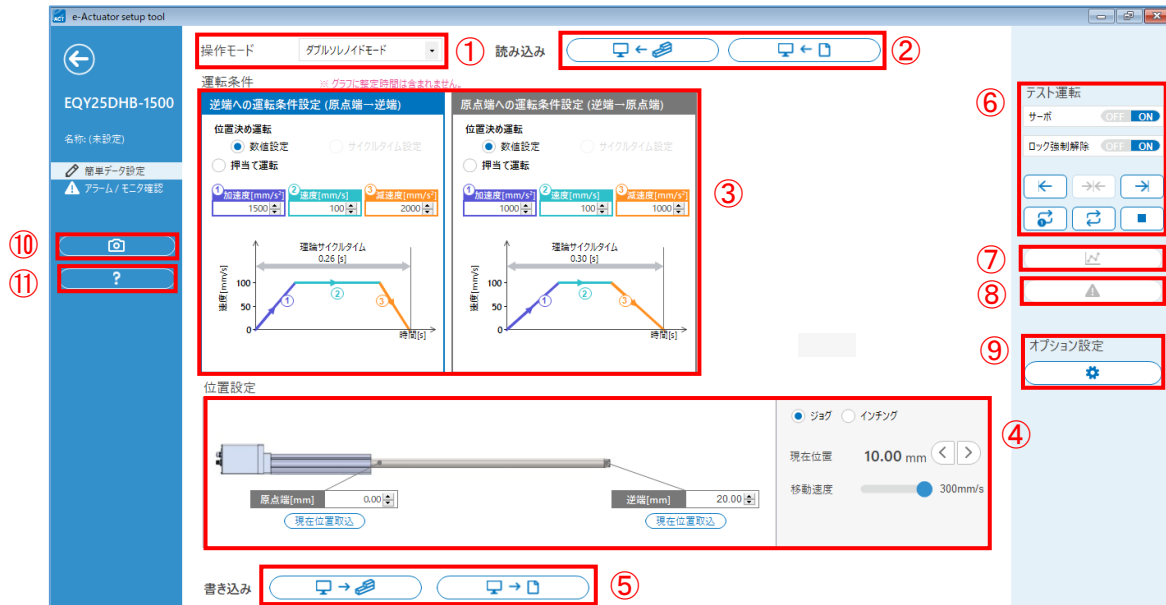 ACT e-Actuator setup tool
操作モード ダブルソレノイドモード ① 読み込み ②
運転条件 ※ グラフに整定時間は含まれません。
EQY25DHB-1500
名称: (未設定)
簡単データ設定
アラーム / モニタ確認
⑩
⑪ ?
逆端への運転条件設定 (原点端→逆端)
位置決め運転
数値設定 サイクルタイム設定
押当て運転
1 加速度[mm/s²] 2 速度[mm/s] 3 減速度[mm/s²]
1500 100 2000
理論サイクルタイム
0.26 [s]
速度[mm/s]
100
50
0
1 2 3
時間[s]
原点端への運転条件設定 (逆端→原点端)
位置決め運転
数値設定 サイクルタイム設定
押当て運転
1 加速度[mm/s²] 2 速度[mm/s] 3 減速度[mm/s²]
1000 100 1000
理論サイクルタイム
0.30 [s]
速度[mm/s]
100
50
0
1 2 3
時間[s]
③
位置設定
原点端[mm] 0.00
現在位置取込
逆端[mm] 20.00
現在位置取込
ジョグ インチング
現在位置 10.00 mm
移動速度 300mm/s
④
書き込み ⑤
⑥ テスト運転
サーボ OFF ON
ロック強制解除 OFF ON
⑦
⑧
⑨ オプション設定